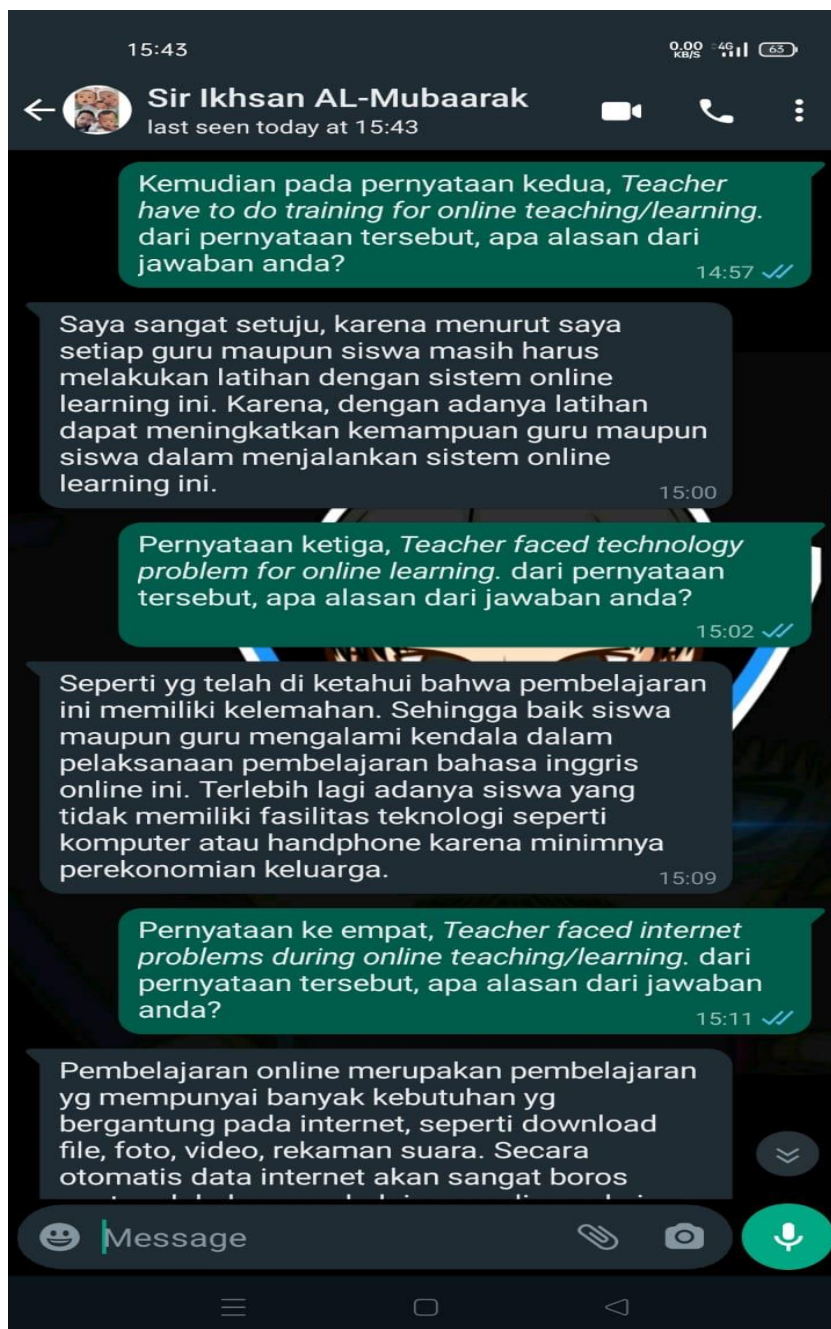 15:43
0.00 KB/S 4G 63
Sir Ikhsan AL-Mubaarak
last seen today at 15:43
Kemudian pada pernyataan kedua, Teacher
have to do training for online teaching/learning.
dari pernyataan tersebut, apa alasan dari
jawaban anda?
14:57
Saya sangat setuju, karena menurut saya
setiap guru maupun siswa masih harus
melakukan latihan dengan sistem online
learning ini. Karena, dengan adanya latihan
dapat meningkatkan kemampuan guru maupun
siswa dalam menjalankan sistem online
learning ini.
15:00
Pernyataan ketiga, Teacher faced technology
problem for online learning. dari pernyataan
tersebut, apa alasan dari jawaban anda?
15:02
Seperti yg telah di ketahui bahwa pembelajaran
ini memiliki kelemahan. Sehingga baik siswa
maupun guru mengalami kendala dalam
pelaksanaan pembelajaran bahasa inggris
online ini. Terlebih lagi adanya siswa yang
tidak memiliki fasilitas teknologi seperti
komputer atau handphone karena minimnya
perekonomian keluarga.
15:09
Pernyataan ke empat, Teacher faced internet
problems during online teaching/learning. dari
pernyataan tersebut, apa alasan dari jawaban
anda?
15:11
Pembelajaran online merupakan pembelajaran
yg mempunyai banyak kebutuhan yg
bergantung pada internet, seperti download
file, foto, video, rekaman suara. Secara
otomatis data internet akan sangat boros
Message